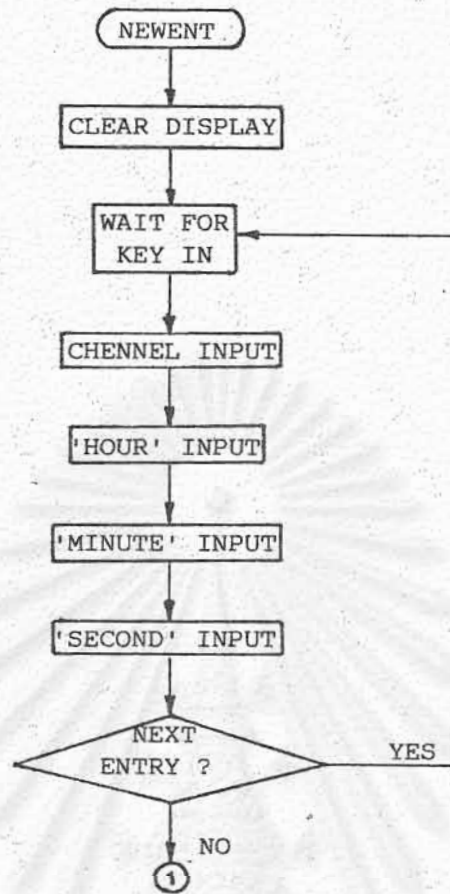 NEWENT
CLEAR DISPLAY
WAIT FOR
KEY IN
CHENNEL INPUT
'HOUR' INPUT
'MINUTE' INPUT
'SECOND' INPUT
NEXT
ENTRY ?
YES
NO
1